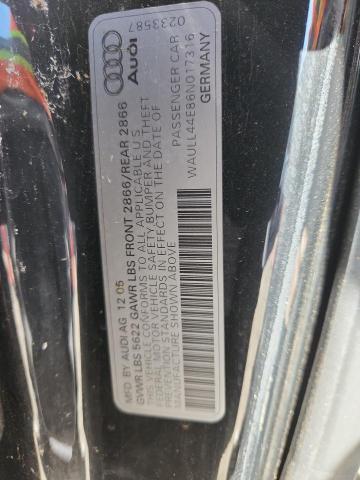 Audi
0233587
MFD BY AUDI AG 12 05
GVWR LBS 5622 GAWR LBS FRONT 2866/REAR 2866
THIS VEHICLE CONFORMS TO ALL APPLICABLE U S
FEDERAL MOTOR VEHICLE SAFETY BUMPER AND THEFT
PREVENTION STANDARDS IN EFFECT ON THE DATE OF
MANUFACTURE SHOWN ABOVE
PASSENGER CAR
WAULL44E86N017316
GERMANY